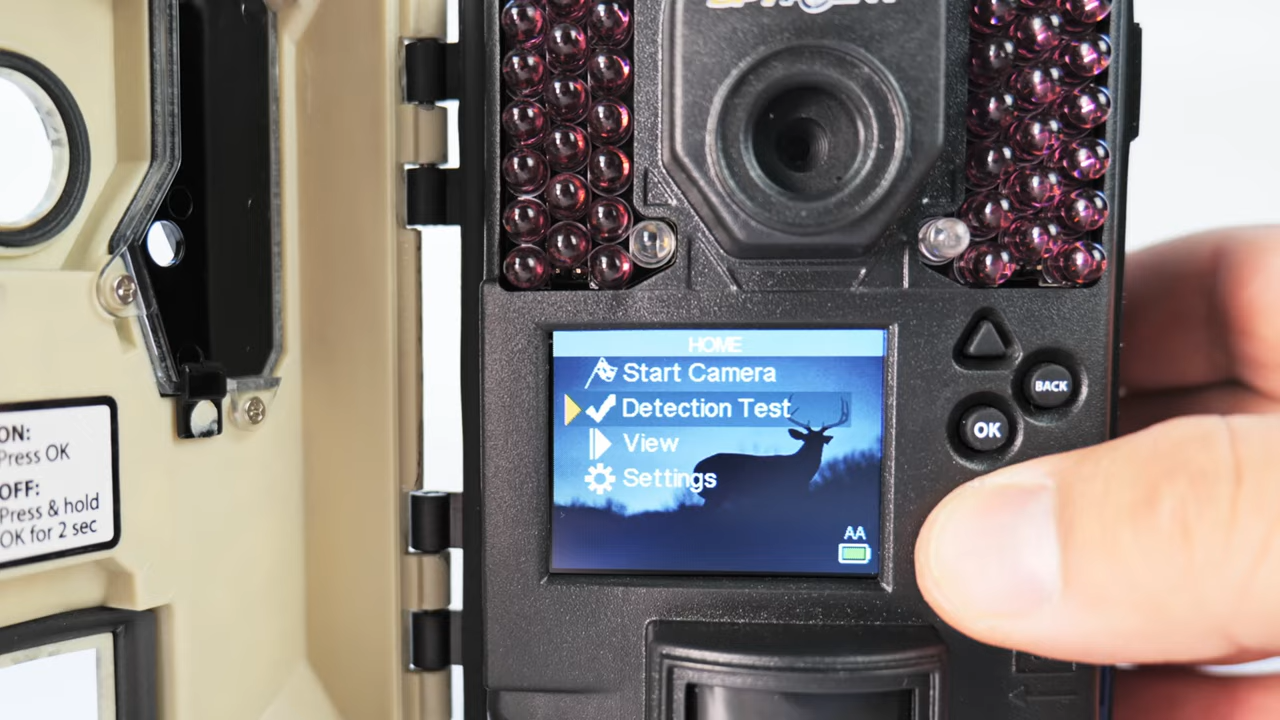 HOME
Start Camera
Detection Test
View
Settings
AA
BACK
OK
ON:
Press OK
OFF:
Press & hold
OK for 2 sec